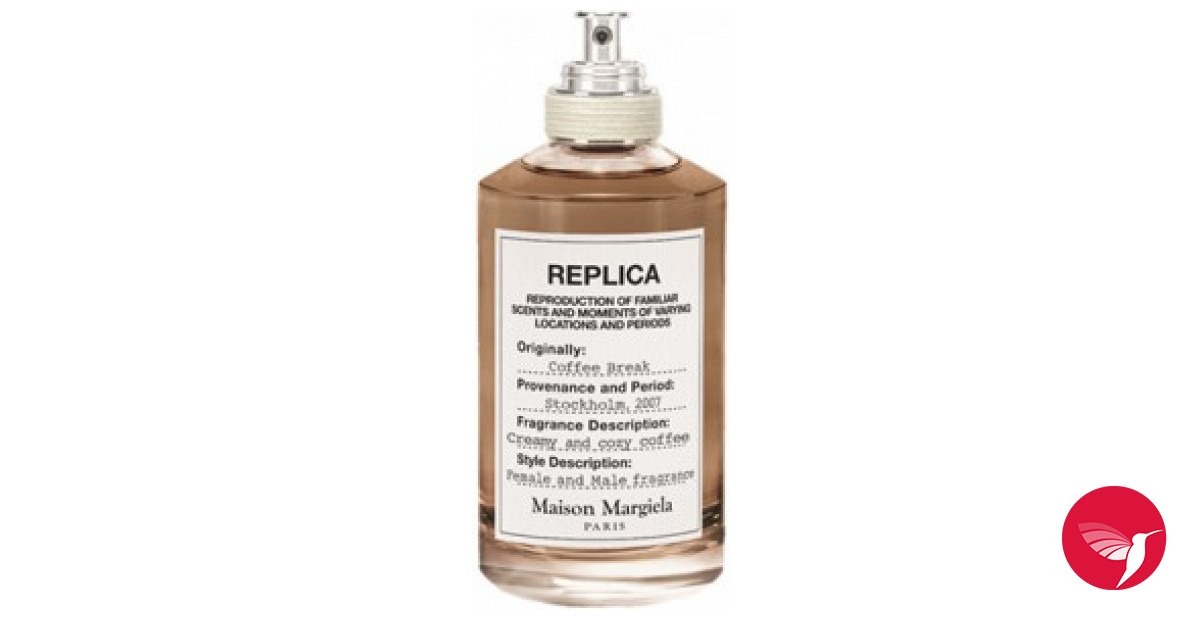 REPLICA
REPRODUCTION OF FAMILIAR
SCENTS AND MOMENTS OF VARYING
LOCATIONS AND PERIODS
Originally:
Coffee Break
Provenance and Period:
Stockholm, 2007
Fragrance Description:
Creamy and cozy coffee
Style Description:
Female and Male fragrance
Maison Margiela
PARIS